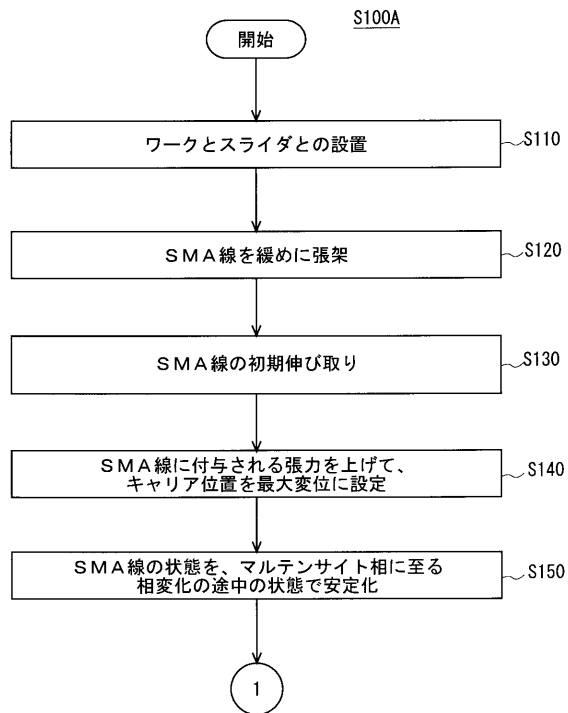 S100A
開始
ワークとスライダとの設置
S110
ＳＭＡ線を緩めに張架
S120
ＳＭＡ線の初期伸び取り
S130
ＳＭＡ線に付与される張力を上げて、
キャリア位置を最大変位に設定
S140
ＳＭＡ線の状態を、マルテンサイト相に至る
相変化の途中の状態で安定化
S150
1